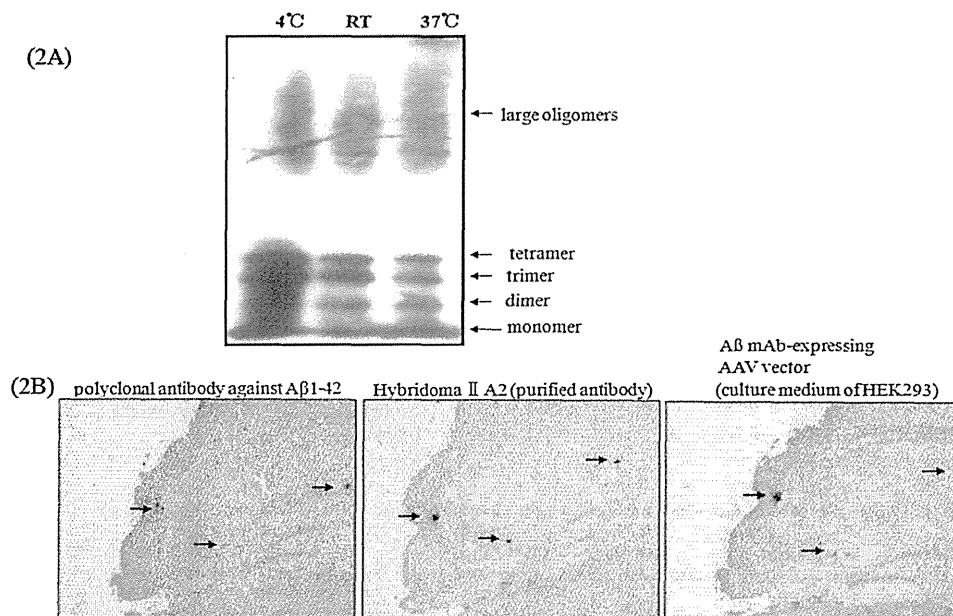 4℃ RT 37℃
(2A)
large oligomers
tetramer
trimer
dimer
monomer
Aβ mAb-expressing
AAV vector
(2B) polyclonal antibody against Aβ1-42 Hybridoma Ⅱ A2 (purified antibody) (culture medium of HEK293)